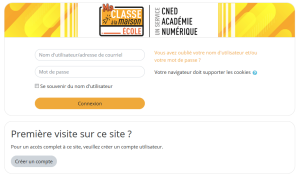 Ma
CLASSE
à la maison
ECOLE
UN SERVICE
CNED
ACADÉMIE
NUMÉRIQUE
Nom d'utilisateur/adresse de courriel
Vous avez oublié votre nom d'utilisateur et/ou
votre mot de passe ?
Mot de passe
Votre navigateur doit supporter les cookies
Se souvenir du nom d'utilisateur
Connexion
Première visite sur ce site ?
Pour un accès complet à ce site, veuillez créer un compte utilisateur.
Créer un compte